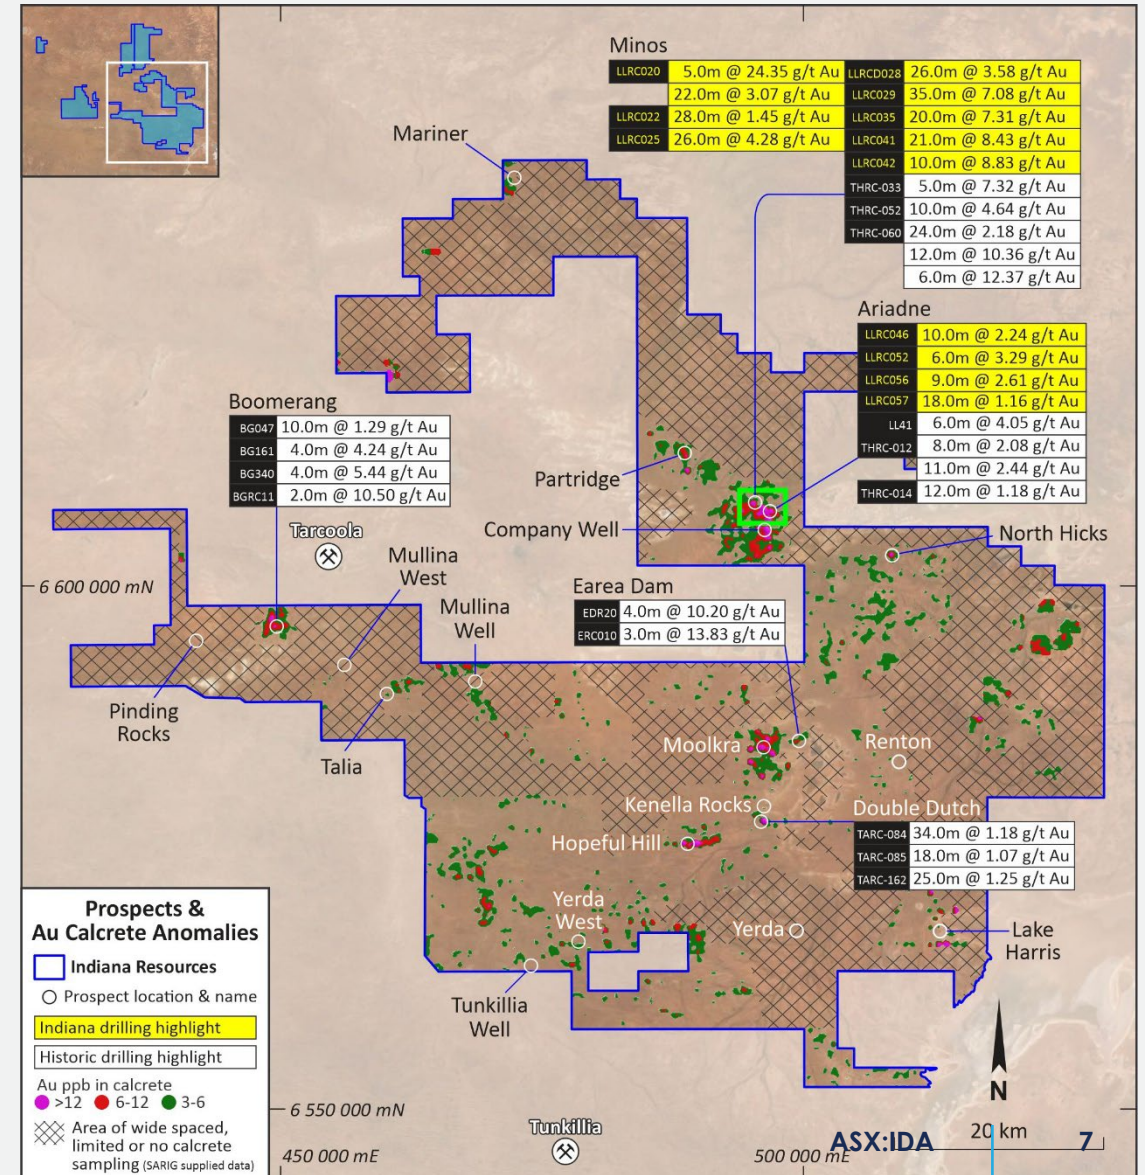 Minos
LLRC020 5.0m @ 24.35 g/t Au
22.0m @ 3.07 g/t Au
LLRC022 28.0m @ 1.45 g/t Au
LLRC025 26.0m @ 4.28 g/t Au
LLRCD028 26.0m @ 3.58 g/t Au
LLRC029 35.0m @ 7.08 g/t Au
LLRC035 20.0m @ 7.31 g/t Au
LLRC041 21.0m @ 8.43 g/t Au
LLRC042 10.0m @ 8.83 g/t Au
THRC-033 5.0m @ 7.32 g/t Au
THRC-052 10.0m @ 4.64 g/t Au
THRC-060 24.0m @ 2.18 g/t Au
12.0m @ 10.36 g/t Au
6.0m @ 12.37 g/t Au
Mariner
Ariadne
LLRC046 10.0m @ 2.24 g/t Au
LLRC052 6.0m @ 3.29 g/t Au
LLRC056 9.0m @ 2.61 g/t Au
LLRC057 18.0m @ 1.16 g/t Au
LL41 6.0m @ 4.05 g/t Au
THRC-012 8.0m @ 2.08 g/t Au
11.0m @ 2.44 g/t Au
THRC-014 12.0m @ 1.18 g/t Au
Boomerang
BG047 10.0m @ 1.29 g/t Au
BG161 4.0m @ 4.24 g/t Au
BG340 4.0m @ 5.44 g/t Au
BGRC11 2.0m @ 10.50 g/t Au
Partridge
Company Well
North Hicks
Tarcoola
Mullina
West
6 600 000 mN
Earea Dam
EDR20 4.0m @ 10.20 g/t Au
ERC010 3.0m @ 13.83 g/t Au
Mullina
Well
Pinding
Rocks
Talia
Moolkra
Renton
Kenella Rocks
Double Dutch
TARC-084 34.0m @ 1.18 g/t Au
TARC-085 18.0m @ 1.07 g/t Au
TARC-162 25.0m @ 1.25 g/t Au
Hopeful Hill
Yerda
West
Yerda
Lake
Harris
Tunkillia
Well
Prospects &
Au Calcrete Anomalies
Indiana Resources
Prospect location & name
Indiana drilling highlight
Historic drilling highlight
Au ppb in calcrete
>12 6-12 3-6
Area of wide spaced,
limited or no calcrete
sampling (SARIG supplied data)
6 550 000 mN
Tunkillia
450 000 mE
500 000 mE
N
20 km
ASX:IDA
7